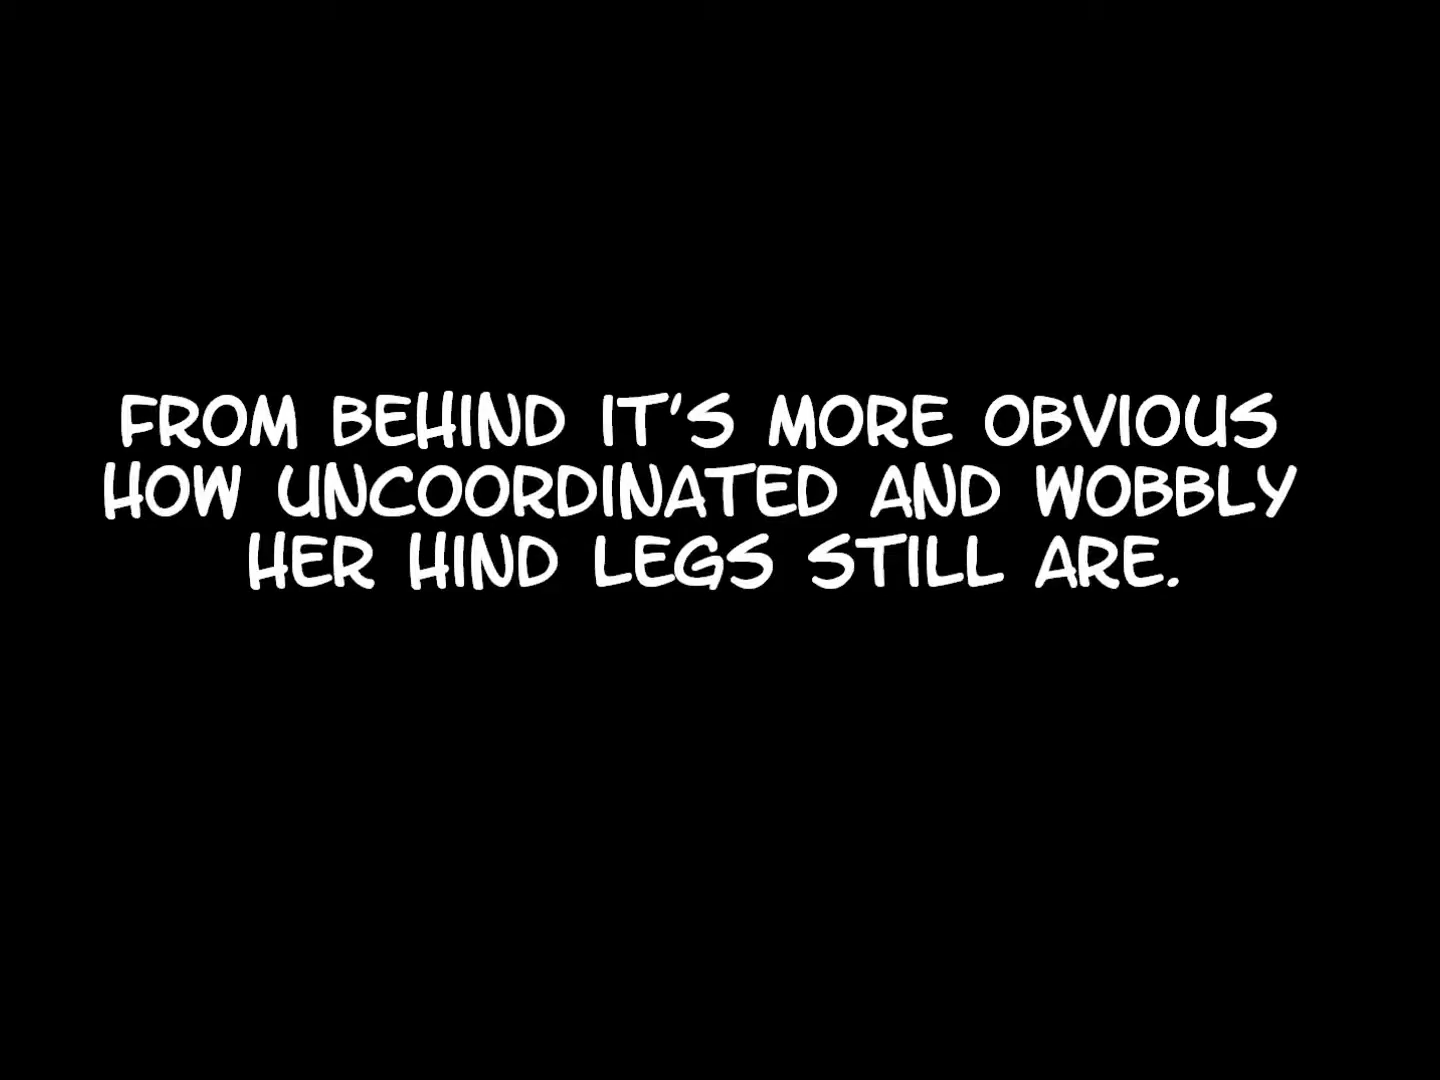 FROM BEHIND IT'S MORE OBVIOUS
HOW UNCOORDINATED AND WOBBLY
HER HIND LEGS STILL ARE.